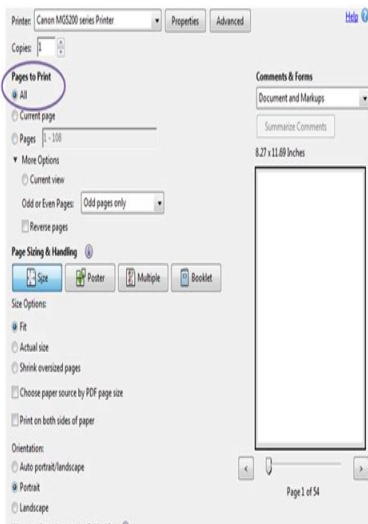 Printer: Canon MG5200 series Printer Properties Advanced Help
Copies: 1
Pages to Print
All
Current page
Pages 1 - 108
More Options
Current view
Odd or Even Pages: Odd pages only
Reverse pages
Page Sizing & Handling
Size Poster Multiple Booklet
Size Options:
Fit
Actual size
Shrink oversized pages
Choose paper source by PDF page size
Print on both sides of paper
Orientation:
Auto portrait/landscape
Portrait
Landscape
Comments & Forms
Document and Markups
Summarize Comments
8.27 x 11.69 Inches
Page 1 of 54